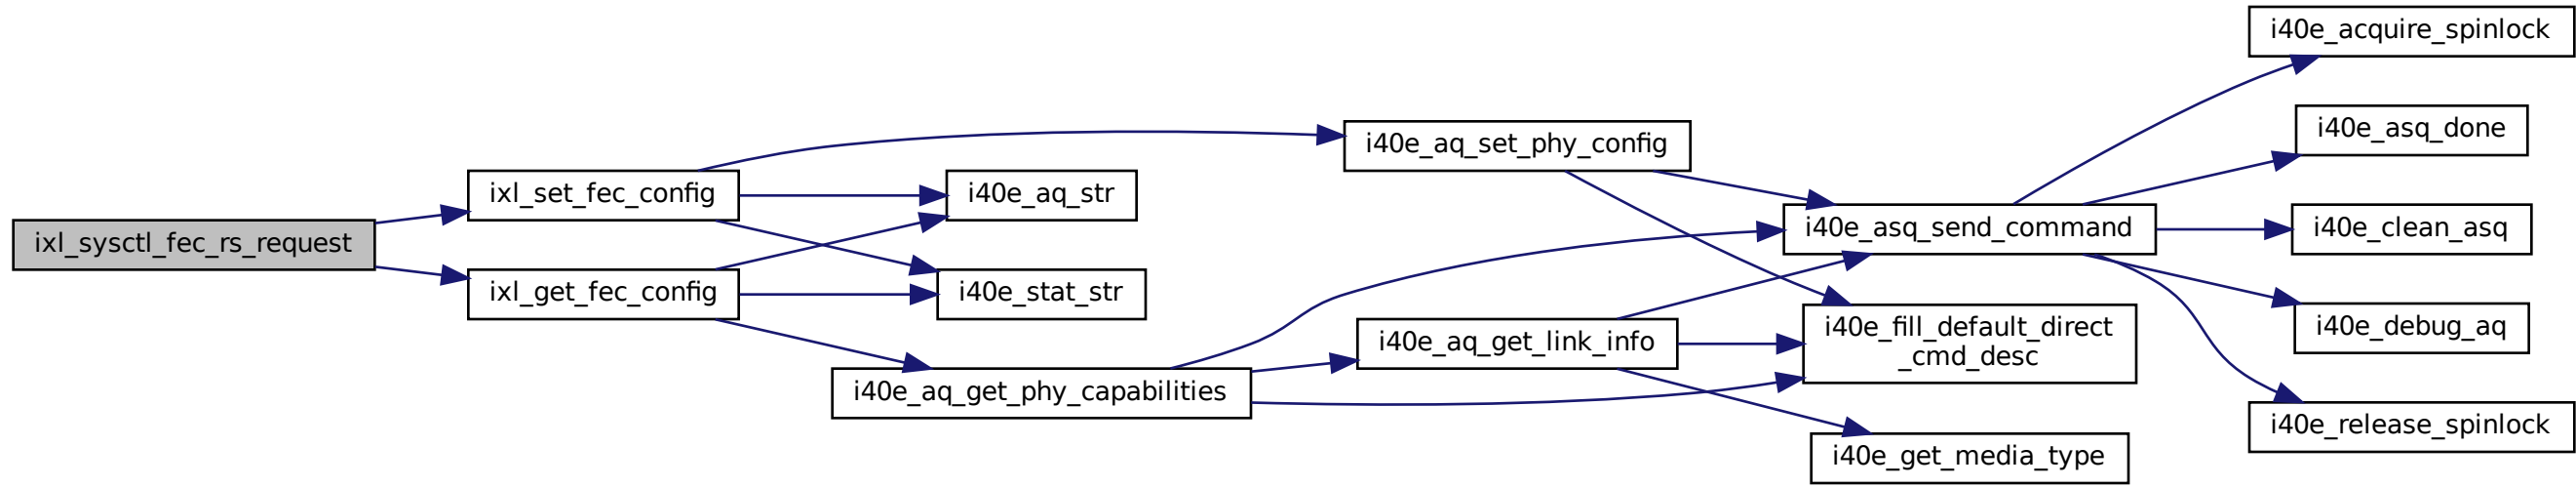 ixl_sysctl_fec_rs_request
ixl_set_fec_config
ixl_get_fec_config
i40e_aq_str
i40e_stat_str
i40e_aq_get_phy_capabilities
i40e_aq_set_phy_config
i40e_aq_get_link_info
i40e_asq_send_command
i40e_fill_default_direct
_cmd_desc
i40e_get_media_type
i40e_acquire_spinlock
i40e_asq_done
i40e_clean_asq
i40e_debug_aq
i40e_release_spinlock